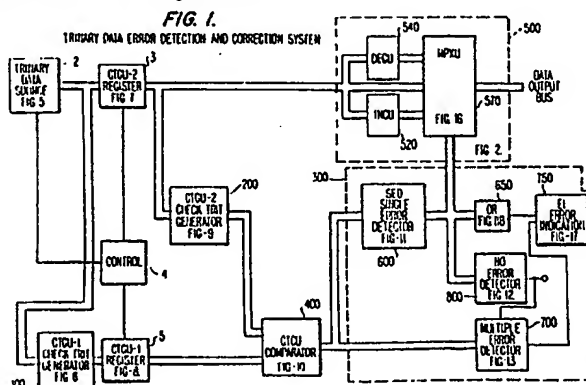 FIG. 1.
TRINARY DATA ERROR DETECTION AND CORRECTION SYSTEM
2
TRINARY
DATA
SOURCE
FIG 5
3
CTCU-2
REGISTER
FIG 7
540
DECU
MPXU
FIG 16
500
DATA
OUTPUT
BUS
570
INCU
520
FIG 2
200
CTCU-2
CHECK TRIT
GENERATOR
FIG-9
300
SED
SINGLE
ERROR
DETECTOR
FIG-11
600
650
OR
FIG 18
750
EI
ERROR
INDICATION
FIG-17
CONTROL
4
NO
ERROR
DETECTOR
FIG 12
800
400
CTCU
COMPARATOR
FIG-10
MULTIPLE
ERROR
DETECTOR
FIG-13
700
100
CTCU-1
CHECK TRIT
GENERATOR
FIG 6
5
CTCU-1
REGISTER
FIG-8